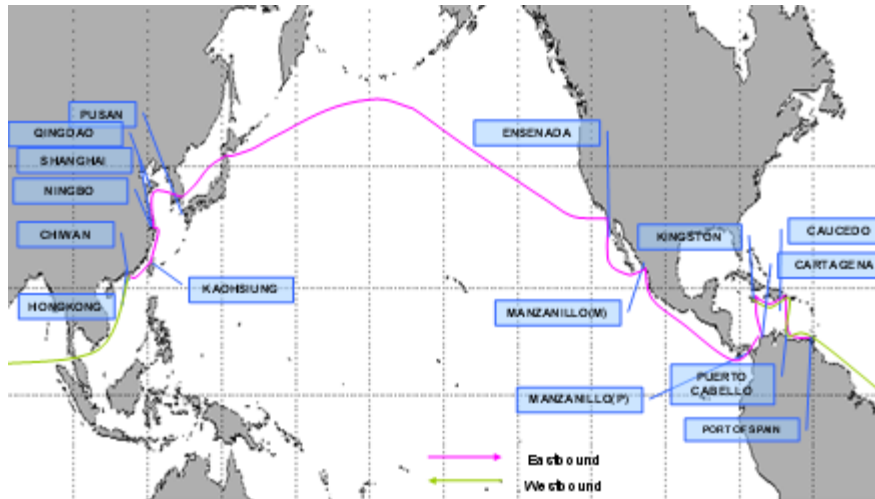 PUSAN
QINGDAO
SHANGHAI
NINGBO
CHIWAN
HONGKONG
KAOHSIUNG
ENSENADA
KINGSTON
CAUCEDO
CARTAGENA
MANZANILLO(M)
MANZANILLO(P)
PUERTO
CABELLO
PORTOFSPAIN
Eastbound
Westbound